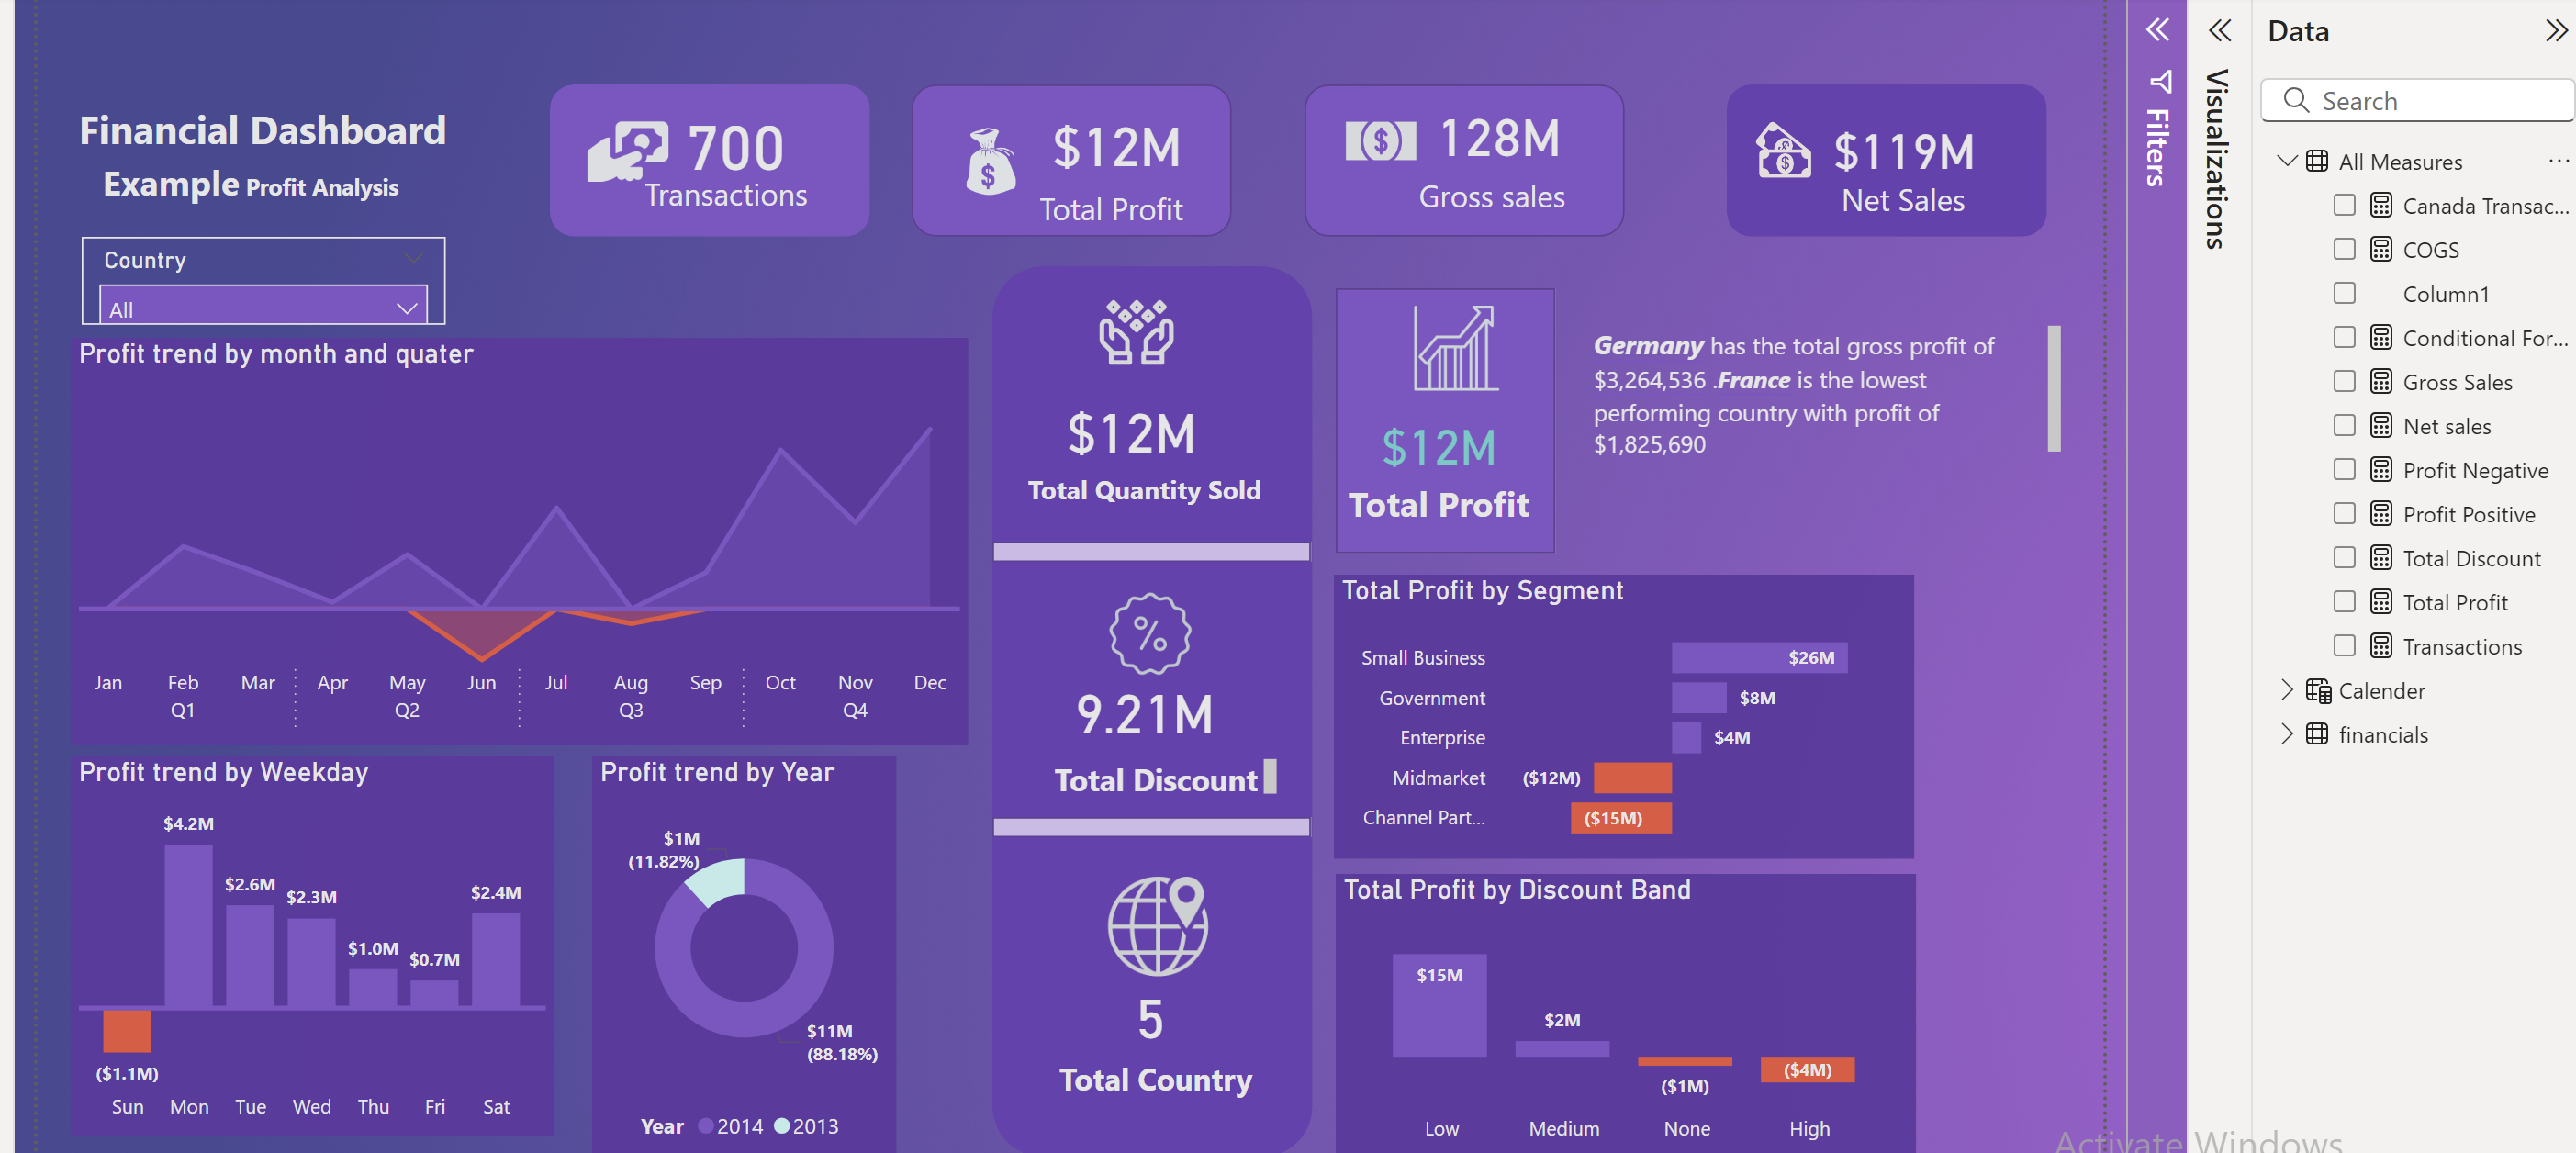 Financial Dashboard
Example Profit Analysis
700
Transactions
$12M
Total Profit
128M
Gross sales
$119M
Net Sales
Country
All
Profit trend by month and quater
Jan Feb Mar Apr May Jun Jul Aug Sep Oct Nov Dec
Q1 Q2 Q3 Q4
$12M
Total Quantity Sold
%
9.21M
Total Discount
5
Total Country
$12M
Total Profit
Germany has the total gross profit of
$3,264,536 .France is the lowest
performing country with profit of
$1,825,690
Total Profit by Segment
Small Business $26M
Government $8M
Enterprise $4M
Midmarket ($12M)
Channel Part... ($15M)
Profit trend by Weekday
$4.2M
$2.6M
$2.3M
$1.0M
$0.7M
$2.4M
($1.1M)
Sun Mon Tue Wed Thu Fri Sat
Profit trend by Year
$1M
(11.82%)
$11M
(88.18%)
Year 2014 2013
Total Profit by Discount Band
$15M
$2M
($1M)
($4M)
Low Medium None High
Filters
Visualizations
Data
Search
All Measures ...
Canada Transac...
COGS
Column1
Conditional For...
Gross Sales
Net sales
Profit Negative
Profit Positive
Total Discount
Total Profit
Transactions
Calender
financials
Activate Windows